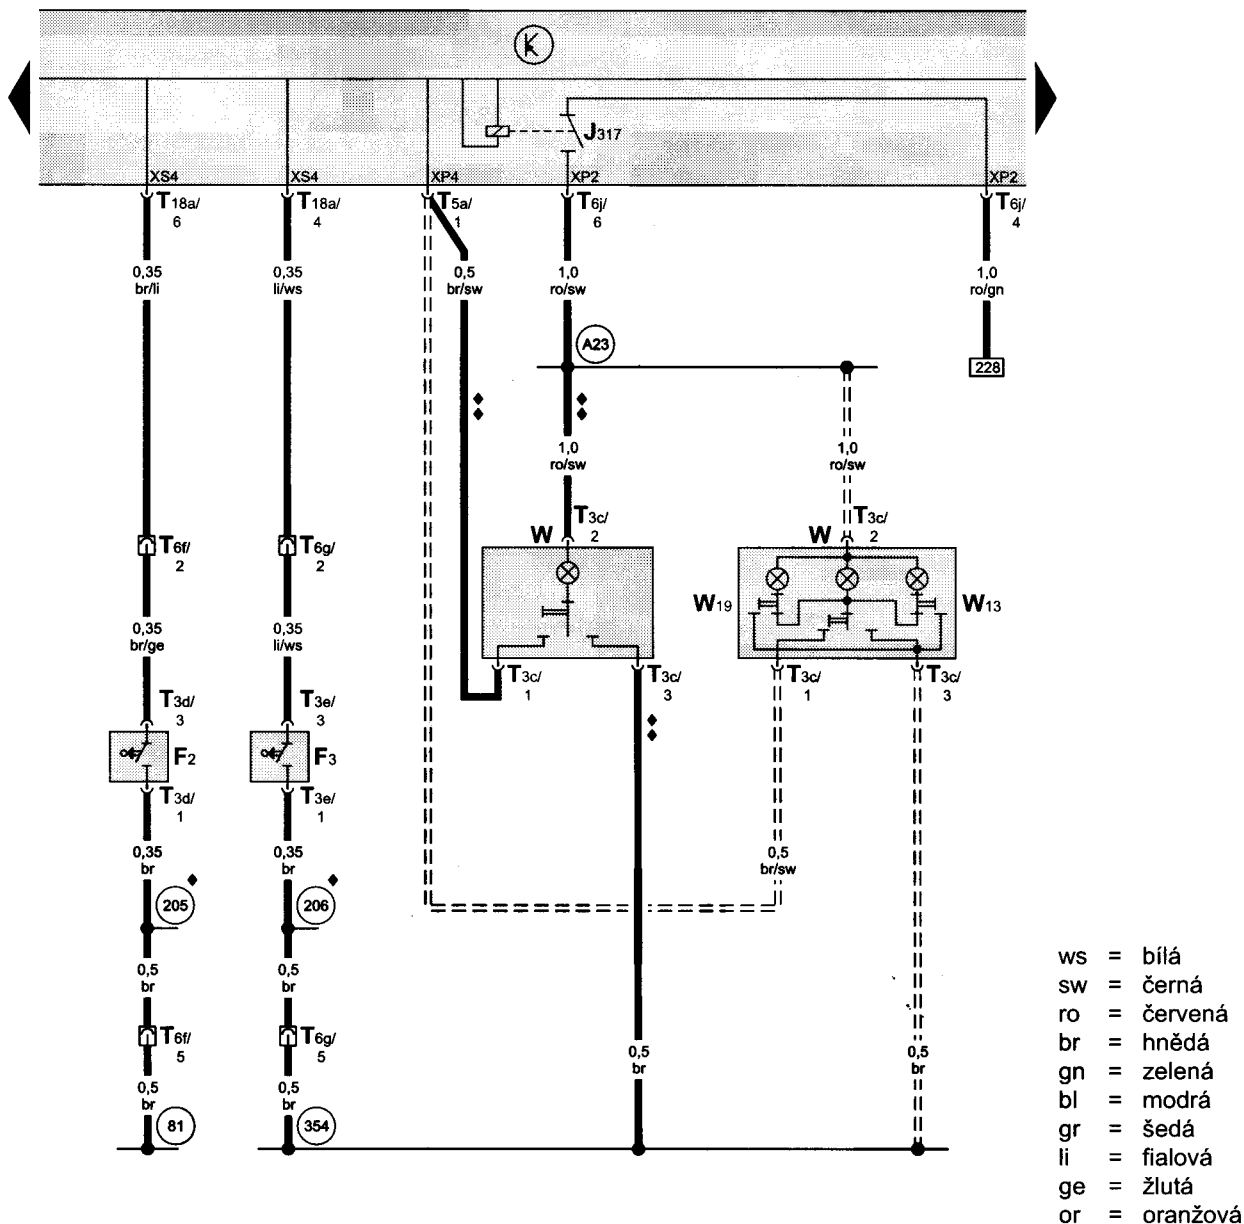 K
J317
XS4 XS4 XP4 XP2 XP2
T18a/ 6
T18a/ 4
T5a/ 1
T6j/ 6
T6j/ 4
0,35 br/li
0,35 li/ws
0,5 br/sw
1,0 ro/sw
1,0 ro/gn
A23
228
1,0 ro/sw
1,0 ro/sw
T6f/ 2
T6g/ 2
W
T3c/ 2
W
T3c/ 2
W19
W13
0,35 br/ge
0,35 li/ws
T3d/ 3
T3e/ 3
T3c/ 1
T3c/ 3
T3c/ 1
T3c/ 3
F2
F3
T3d/ 1
T3e/ 1
0,35 br
0,35 br
0,5 br/sw
205
206
0,5 br
0,5 br
T6f/ 5
T6g/ 5
0,5 br
0,5 br
0,5 br
0,5 br
81
354
ws = bílá
sw = černá
ro = červená
br = hnědá
gn = zelená
bl = modrá
gr = šedá
li = fialová
ge = žlutá
or = oranžová